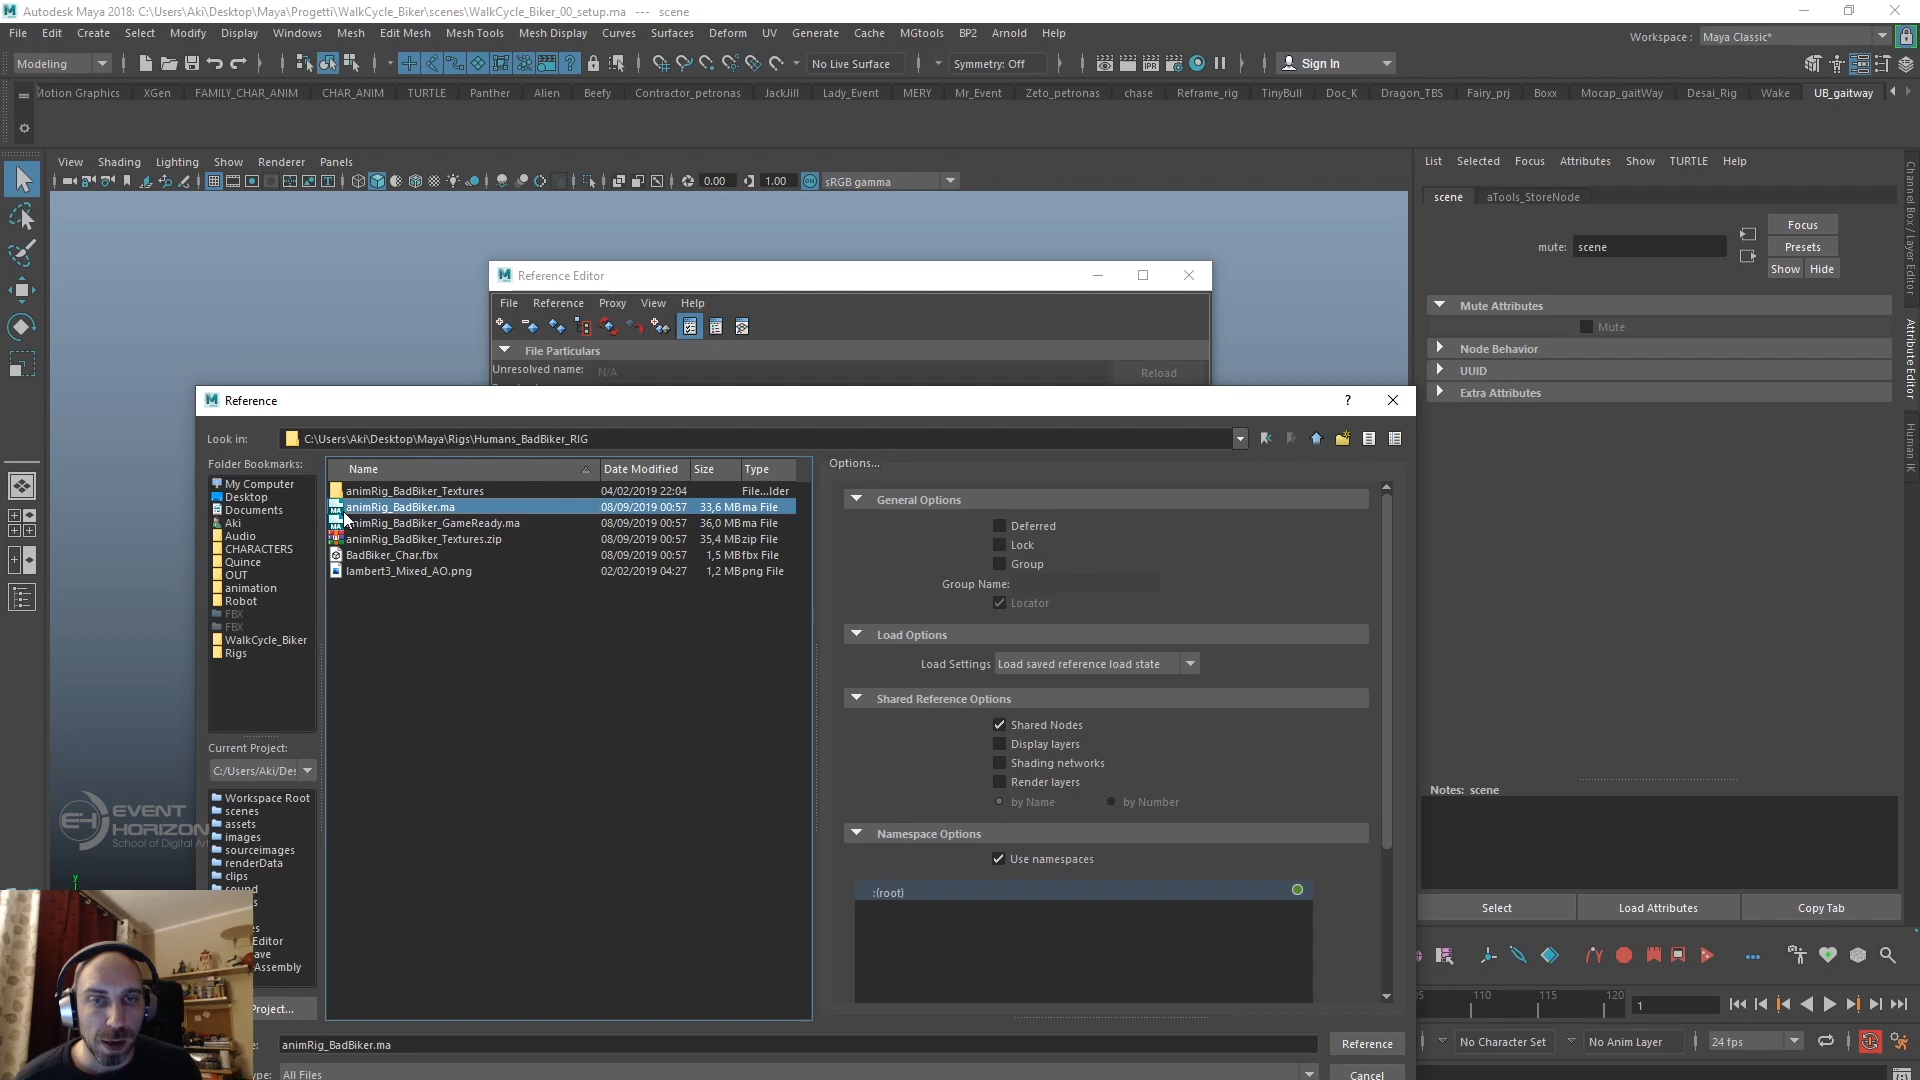 Autodesk Maya 2018: C:\Users\Aki\Desktop\Maya\Progetti\WalkCycle_Biker\scenes\WalkCycle_Biker_00_setup.ma --- scene
File Edit Create Select Modify Display Windows Mesh Edit Mesh Mesh Tools Mesh Display Curves Surfaces Deform UV Generate Cache MGtools BP2 Arnold Help
Workspace : Maya Classic*
Modeling No Live Surface Symmetry: Off Sign In
Motion Graphics XGen FAMILY_CHAR_ANIM CHAR_ANIM TURTLE Panther Alien Beefy Contractor_petronas JackJill Lady_Event MERY Mr_Event Zeto_petronas chase Reframe_rig TinyBull Doc_K Dragon_TBS Fairy_prj Boxx Mocap_gaitWay Desai_Rig Wake UB_gaitway
View Shading Lighting Show Renderer Panels
0.00 1.00 sRGB gamma
List Selected Focus Attributes Show TURTLE Help
scene aTools_StoreNode
mute: scene
Focus
Presets
Show Hide
Mute Attributes
Mute
Node Behavior
UUID
Extra Attributes
Channel Box / Layer Editor
Attribute Editor
Human IK
Notes: scene
Select Load Attributes Copy Tab
Reference Editor
File Reference Proxy View Help
File Particulars
Unresolved name: N/A Reload
Reference
?
Look in: C:\Users\Aki\Desktop\Maya\Rigs\Humans_BadBiker_RIG
Folder Bookmarks:
My Computer
Desktop
Documents
Aki
Audio
CHARACTERS
Quince
OUT
animation
Robot
FBX
FBX
WalkCycle_Biker
Rigs
Name Date Modified Size Type
animRig_BadBiker_Textures 04/02/2019 22:04 File...lder
animRig_BadBiker.ma 08/09/2019 00:57 33,6 MB ma File
animRig_BadBiker_GameReady.ma 08/09/2019 00:57 36,0 MB ma File
animRig_BadBiker_Textures.zip 08/09/2019 00:57 35,4 MB zip File
BadBiker_Char.fbx 08/09/2019 00:57 1,5 MB fbx File
lambert3_Mixed_AO.png 02/02/2019 04:27 1,2 MB png File
Options...
General Options
Deferred
Lock
Group
Group Name:
Locator
Load Options
Load Settings Load saved reference load state
Shared Reference Options
Shared Nodes
Display layers
Shading networks
Render layers
by Name by Number
Namespace Options
Use namespaces
:(root)
Current Project:
C:/Users/Aki/Des
Workspace Root
scenes
assets
images
sourceimages
renderData
clips
sound
Editor
ave
Assembly
Project...
EVENT
HORIZON
School of Digital Art
animRig_BadBiker.ma Reference
All Files Cancel
110 115 120 1
No Character Set No Anim Layer 24 fps